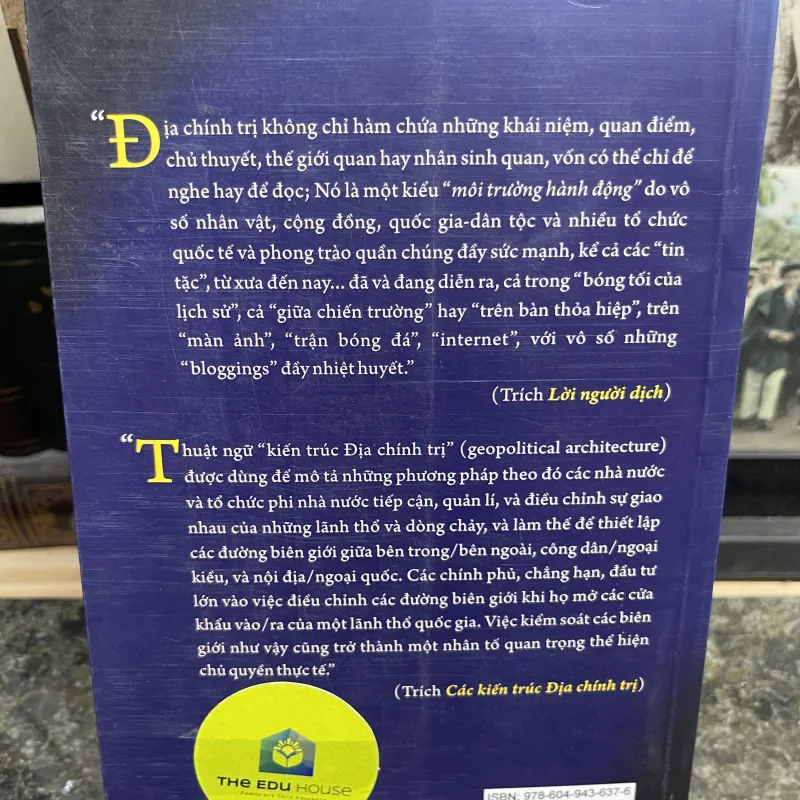 “Địa chính trị không chỉ hàm chứa những khái niệm, quan điểm,
chủ thuyết, thế giới quan hay nhân sinh quan, vốn có thể chỉ để
nghe hay để đọc; Nó là một kiểu “môi trường hành động” do vô
số nhân vật, cộng đồng, quốc gia-dân tộc và nhiều tổ chức
quốc tế và phong trào quần chúng đầy sức mạnh, kể cả các “tin
tặc”, từ xưa đến nay... đã và đang diễn ra, cả trong “bóng tối của
lịch sử”, cả “giữa chiến trường” hay “trên bàn thỏa hiệp”, trên
“màn ảnh”, “trận bóng đá”, “internet”, với vô số những
“bloggings” đầy nhiệt huyết.”
(Trích Lời người dịch)
“Thuật ngữ “kiến trúc Địa chính trị” (geopolitical architecture)
được dùng để mô tả những phương pháp theo đó các nhà nước
và tổ chức phi nhà nước tiếp cận, quản lí, và điều chỉnh sự giao
nhau của những lãnh thổ và dòng chảy, và làm thế để thiết lập
các đường biên giới giữa bên trong/bên ngoài, công dân/ngoại
kiều, và nội địa/ngoại quốc. Các chính phủ, chẳng hạn, đầu tư
lớn vào việc điều chỉnh các đường biên giới khi họ mở các cửa
khẩu vào/ra của một lãnh thổ quốc gia. Việc kiểm soát các biên
giới như vậy cũng trở thành một nhân tố quan trọng thể hiện
chủ quyền thực tế.”
(Trích Các kiến trúc Địa chính trị)
THE EDU HOUSE
Family and Child Education
ISBN: 978-604-943-637-6